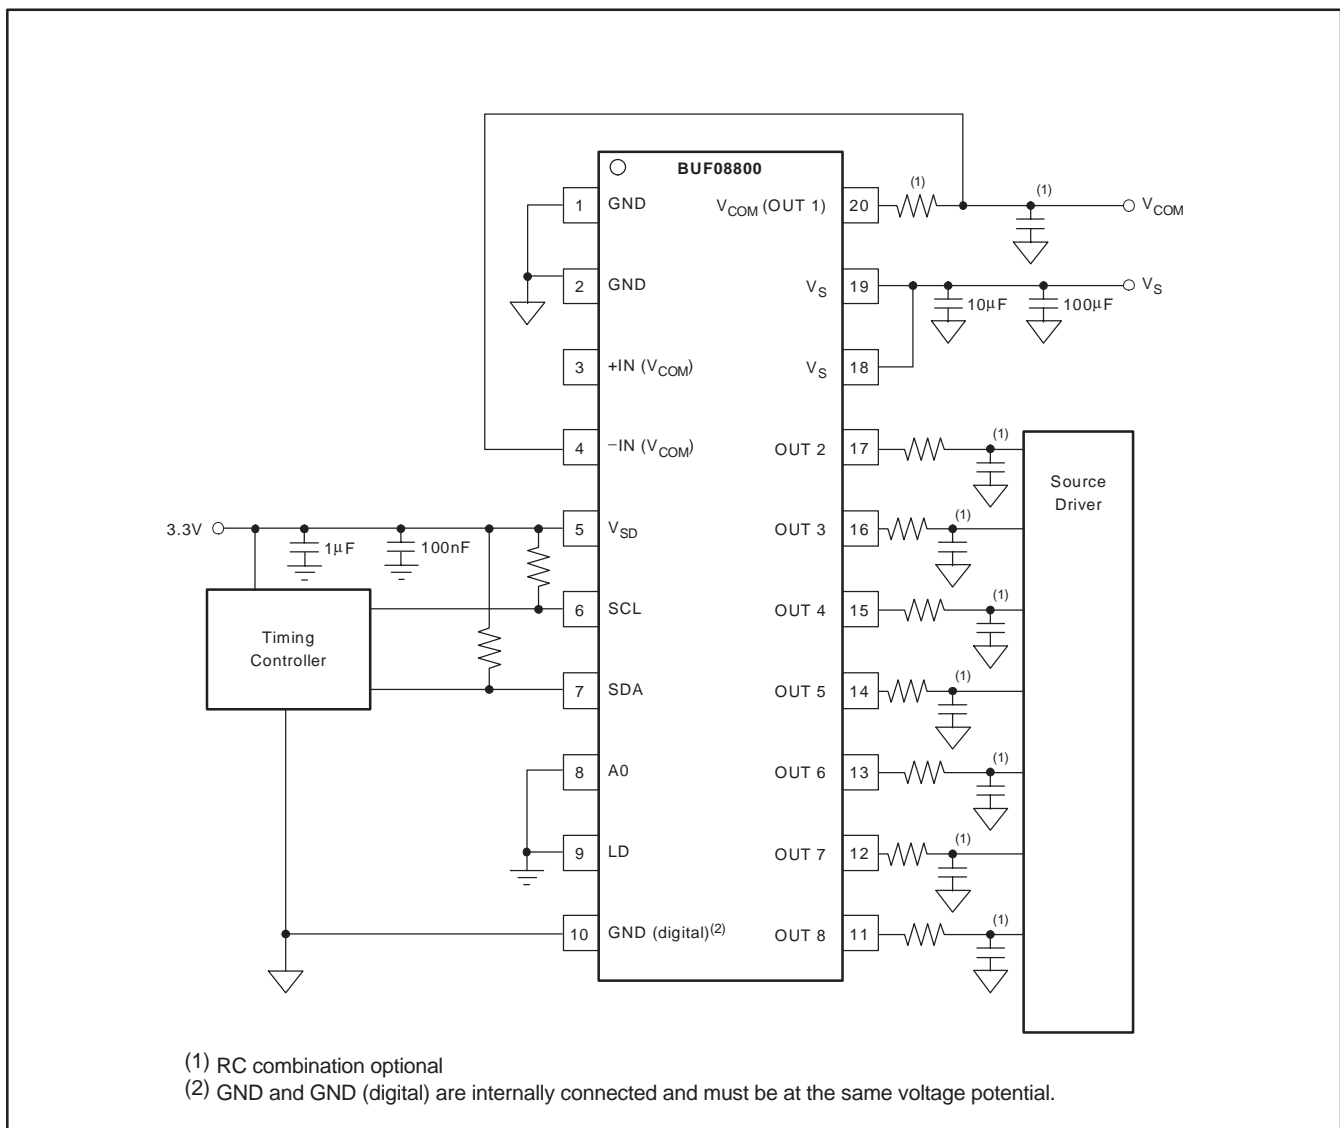 BUF08800
1 GND
V_COM (OUT 1) 20
(1)
(1)
V_COM
2 GND
V_S 19
10μF
100μF
V_S
3 +IN (V_COM)
V_S 18
4 −IN (V_COM)
OUT 2 17
(1)
Source
Driver
3.3V
1μF
100nF
5 V_SD
OUT 3 16
(1)
6 SCL
OUT 4 15
(1)
Timing
Controller
7 SDA
OUT 5 14
(1)
8 A0
OUT 6 13
(1)
9 LD
OUT 7 12
(1)
10 GND (digital)(2)
OUT 8 11
(1)
(1) RC combination optional
(2) GND and GND (digital) are internally connected and must be at the same voltage potential.